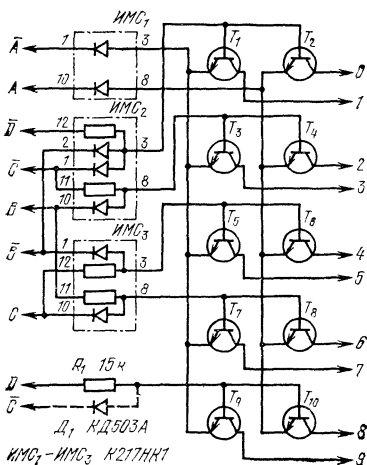 ИМС1
Ā 1 3 T1 T2
0
A 10 8
1
ИМС2
D̄ 12
2 3 T3 T4
C̄ 1
2
11 8
3
Б 10
ИМС3
T5 T6
Б̄ 1
4
12 3
5
11 8
C 10
T7 T8
6
7
D R1 15к
C̄
T9 T10
8
Д1 КД503А
9
ИМС1-ИМС3 К217НК1